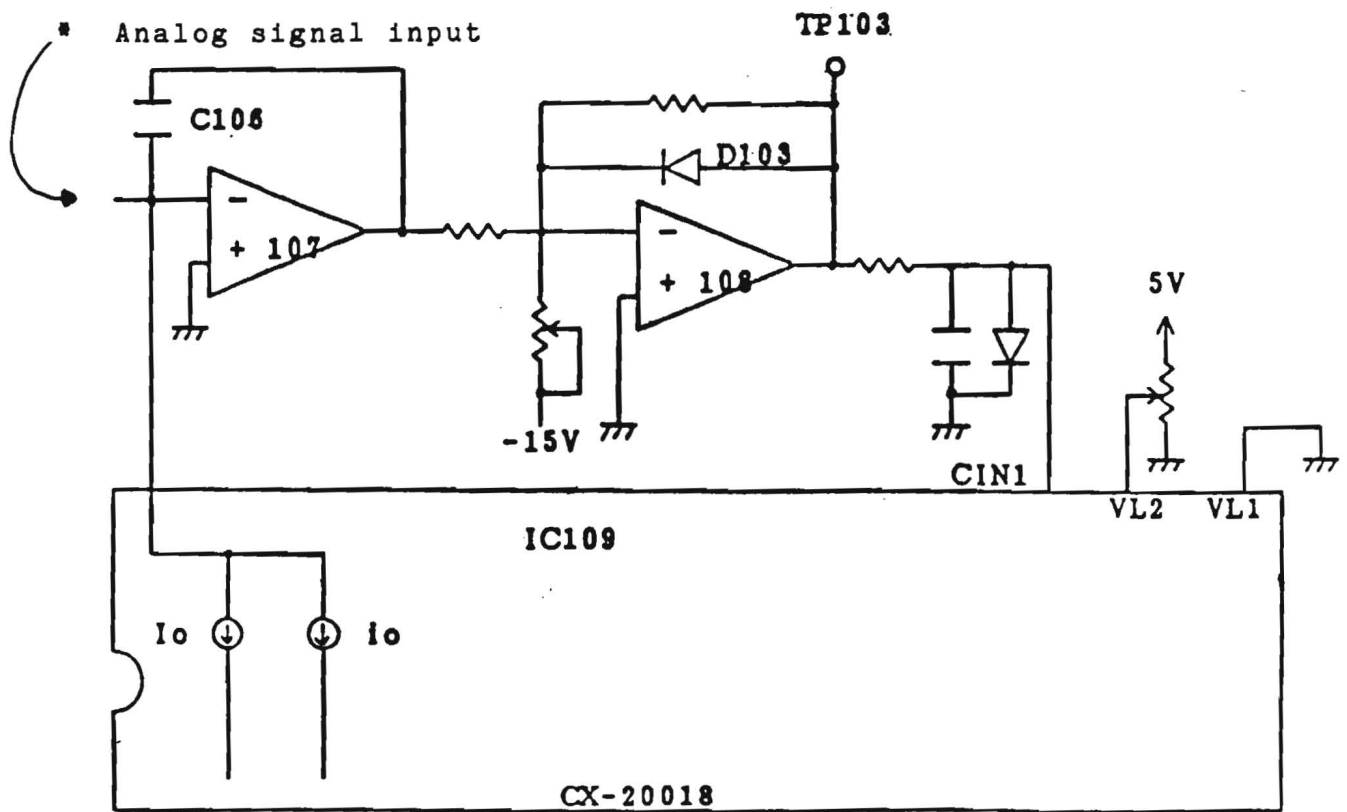 * Analog signal input
TP103
C106
D103
-
+ 107
-
+ 108
5V
-15V
CIN1
VL2
VL1
IC109
Io
io
CX-20018